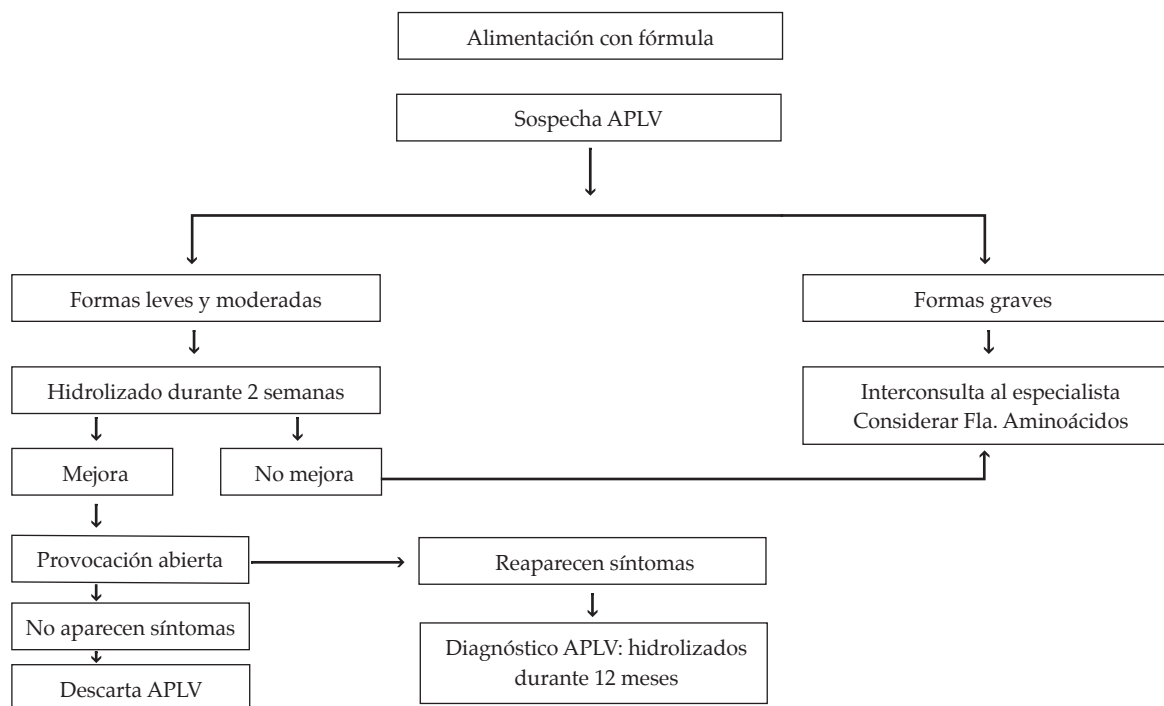 Alimentación con fórmula
Sospecha APLV
Formas leves y moderadas
Formas graves
Hidrolizado durante 2 semanas
Interconsulta al especialista
Considerar Fla. Aminoácidos
Mejora
No mejora
Provocación abierta
Reaparecen síntomas
No aparecen síntomas
Diagnóstico APLV: hidrolizados
durante 12 meses
Descarta APLV